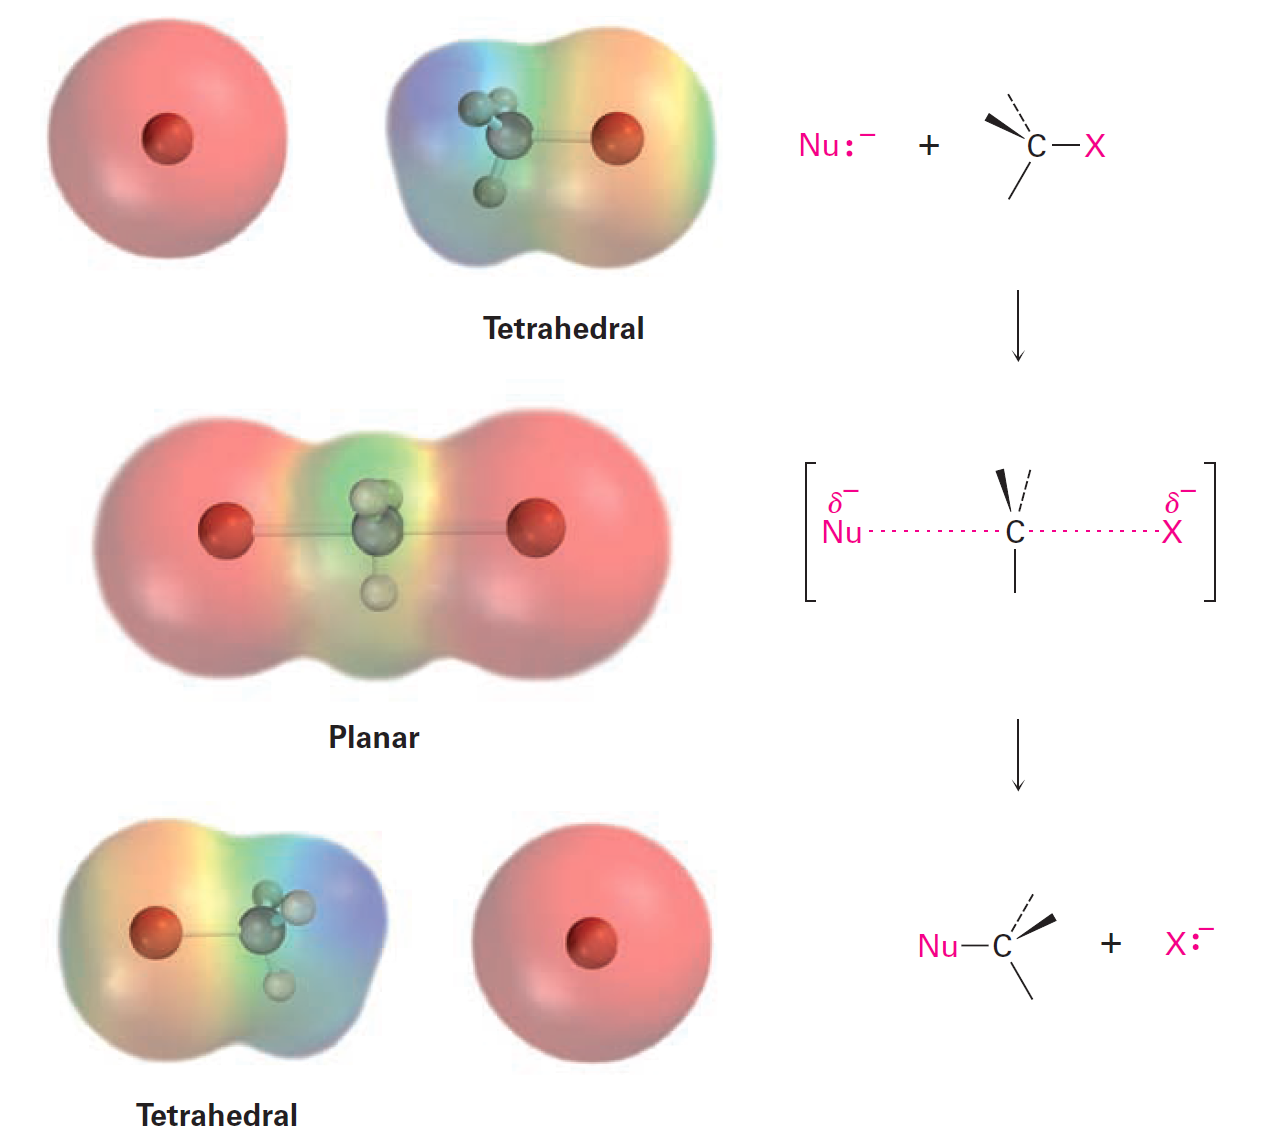 Nu:⁻ + C—X
Tetrahedral
δ⁻ δ⁻
Nu C X
Planar
Nu—C + X:⁻
Tetrahedral